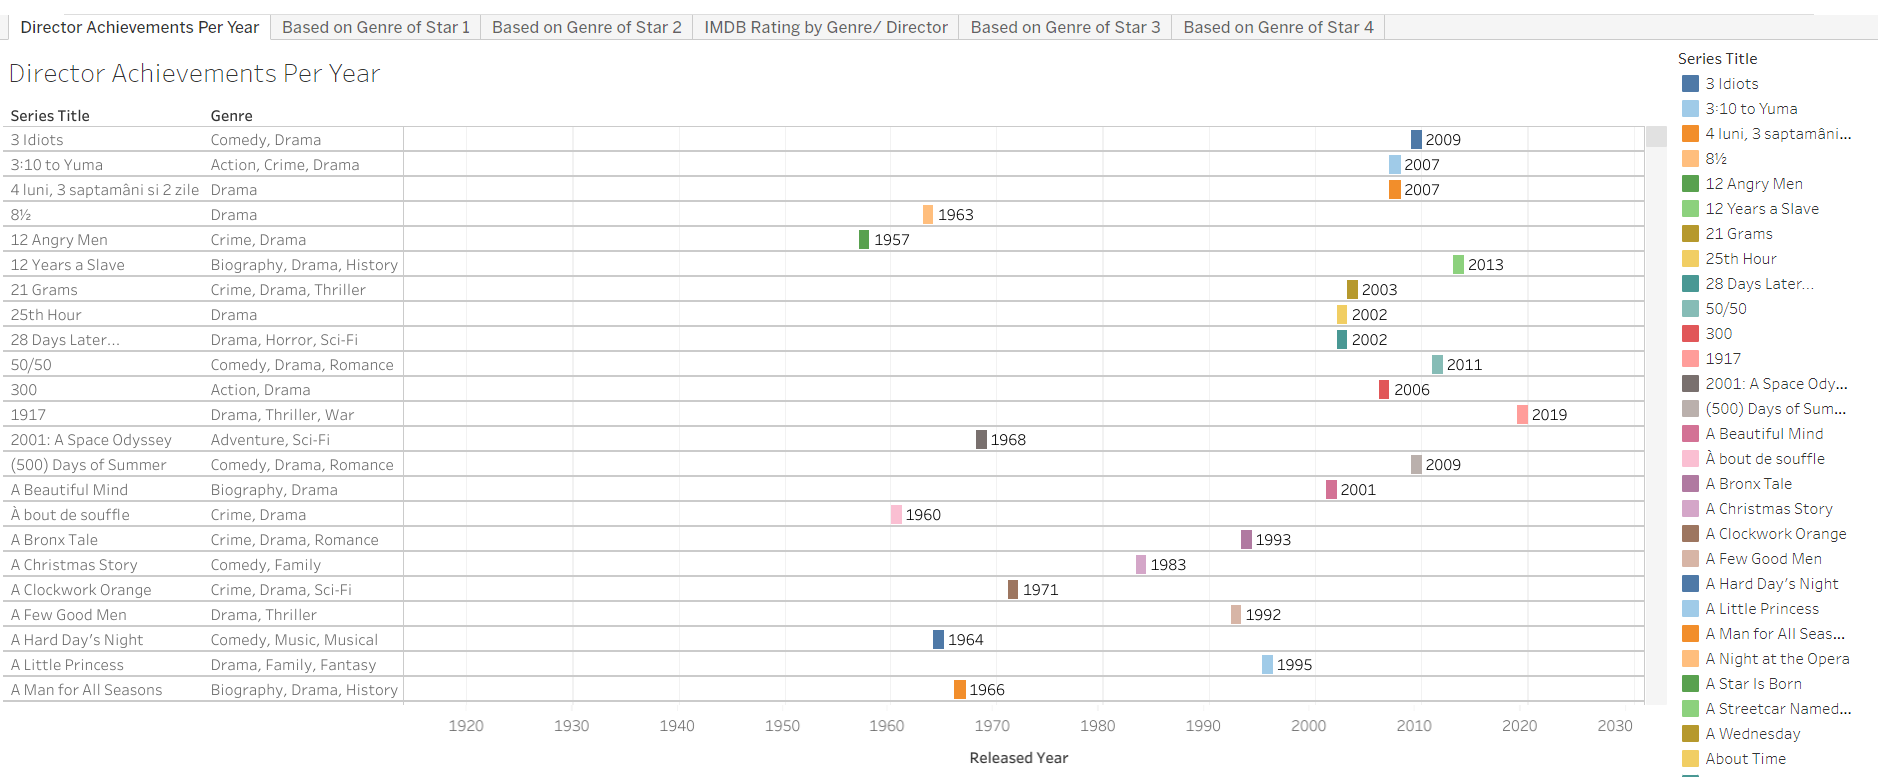 Director Achievements Per Year Based on Genre of Star 1 Based on Genre of Star 2 IMDB Rating by Genre/ Director Based on Genre of Star 3 Based on Genre of Star 4
Director Achievements Per Year
Series Title Genre
3 Idiots Comedy, Drama 2009
3:10 to Yuma Action, Crime, Drama 2007
4 luni, 3 saptamâni si 2 zile Drama 2007
8½ Drama 1963
12 Angry Men Crime, Drama 1957
12 Years a Slave Biography, Drama, History 2013
21 Grams Crime, Drama, Thriller 2003
25th Hour Drama 2002
28 Days Later... Drama, Horror, Sci-Fi 2002
50/50 Comedy, Drama, Romance 2011
300 Action, Drama 2006
1917 Drama, Thriller, War 2019
2001: A Space Odyssey Adventure, Sci-Fi 1968
(500) Days of Summer Comedy, Drama, Romance 2009
A Beautiful Mind Biography, Drama 2001
À bout de souffle Crime, Drama 1960
A Bronx Tale Crime, Drama, Romance 1993
A Christmas Story Comedy, Family 1983
A Clockwork Orange Crime, Drama, Sci-Fi 1971
A Few Good Men Drama, Thriller 1992
A Hard Day's Night Comedy, Music, Musical 1964
A Little Princess Drama, Family, Fantasy 1995
A Man for All Seasons Biography, Drama, History 1966
1920 1930 1940 1950 1960 1970 1980 1990 2000 2010 2020 2030
Released Year
Series Title
3 Idiots
3:10 to Yuma
4 luni, 3 saptamâni...
8½
12 Angry Men
12 Years a Slave
21 Grams
25th Hour
28 Days Later...
50/50
300
1917
2001: A Space Ody...
(500) Days of Sum...
A Beautiful Mind
À bout de souffle
A Bronx Tale
A Christmas Story
A Clockwork Orange
A Few Good Men
A Hard Day's Night
A Little Princess
A Man for All Seas...
A Night at the Opera
A Star Is Born
A Streetcar Named...
A Wednesday
About Time